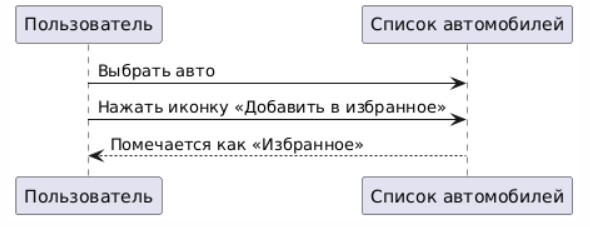 Пользователь
Список автомобилей
Выбрать авто
Нажать иконку «Добавить в избранное»
Помечается как «Избранное»
Пользователь
Список автомобилей